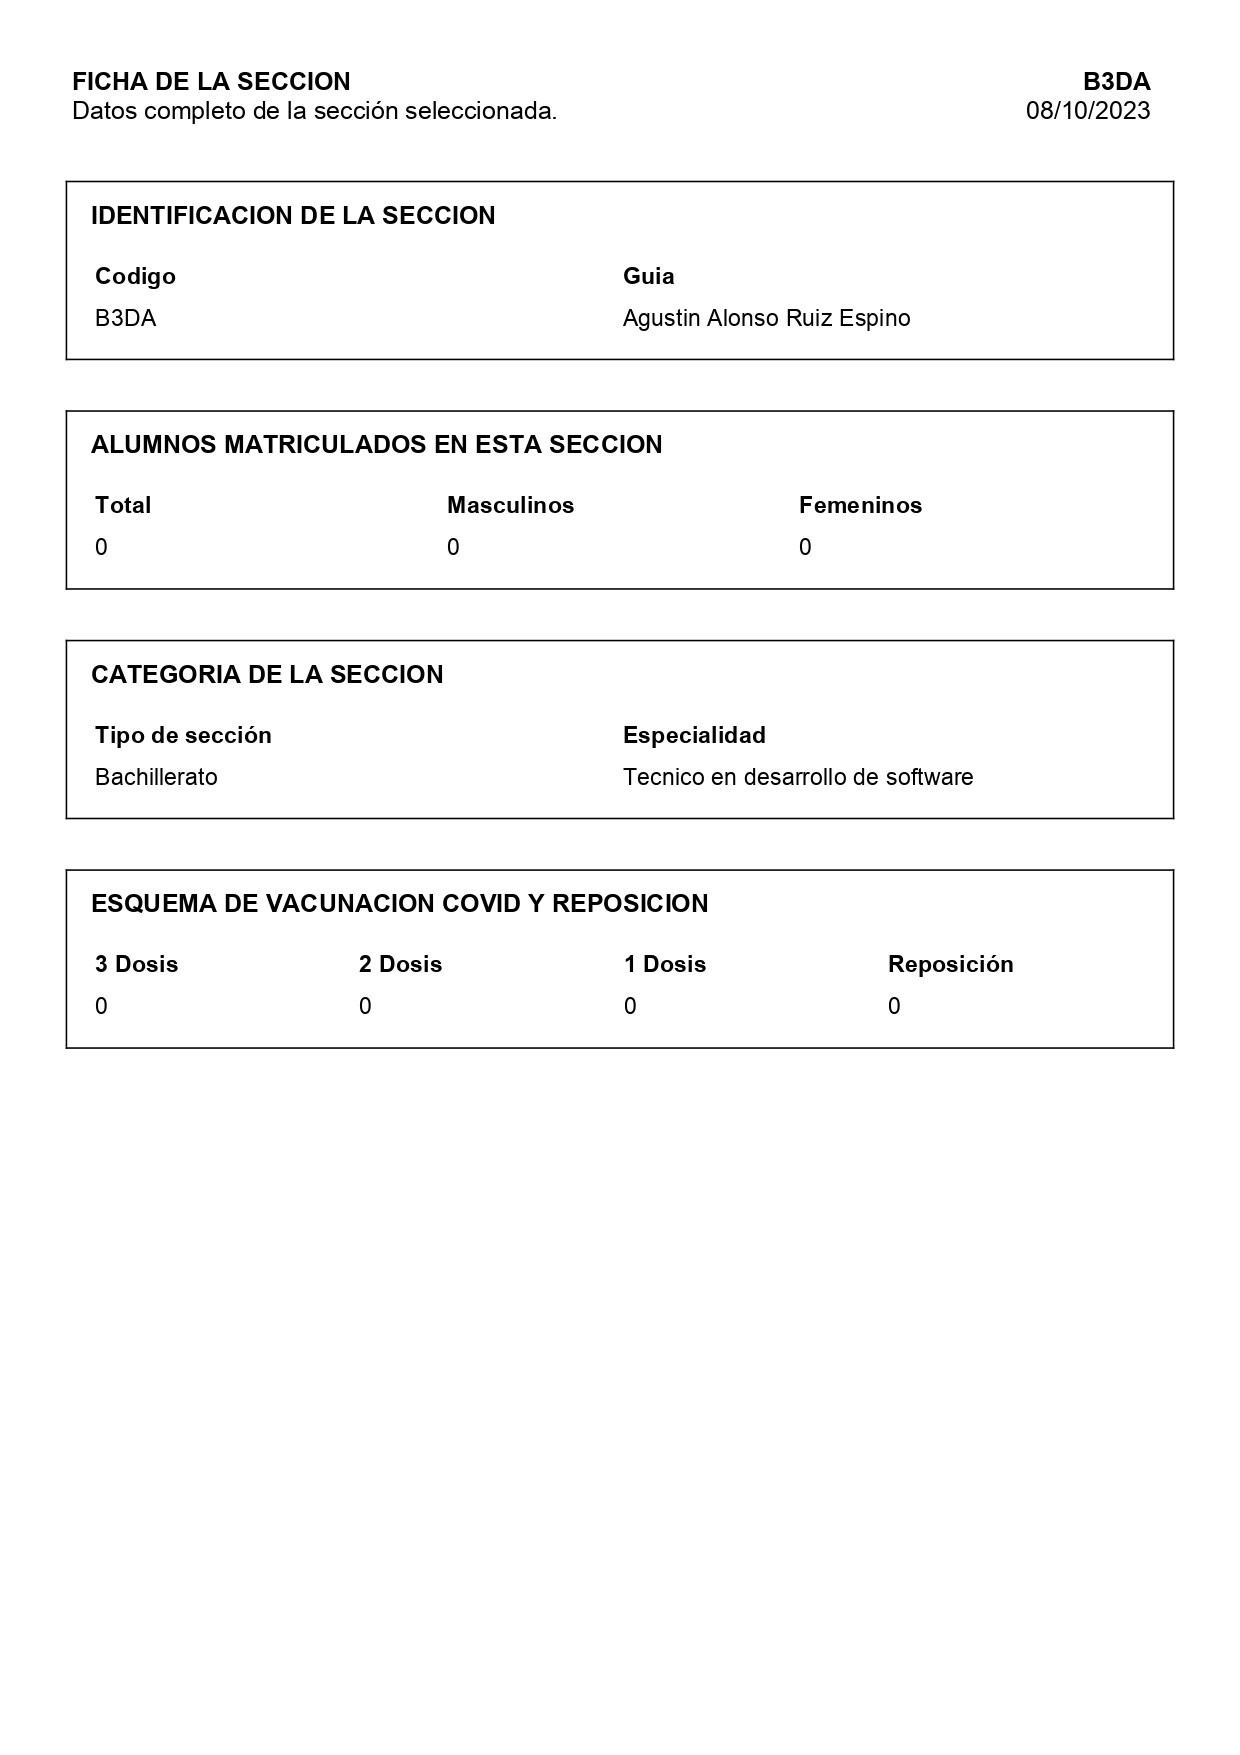 FICHA DE LA SECCION B3DA
Datos completo de la sección seleccionada. 08/10/2023
IDENTIFICACION DE LA SECCION
Codigo Guia
B3DA Agustin Alonso Ruiz Espino
ALUMNOS MATRICULADOS EN ESTA SECCION
Total Masculinos Femeninos
0 0 0
CATEGORIA DE LA SECCION
Tipo de sección Especialidad
Bachillerato Tecnico en desarrollo de software
ESQUEMA DE VACUNACION COVID Y REPOSICION
3 Dosis 2 Dosis 1 Dosis Reposición
0 0 0 0